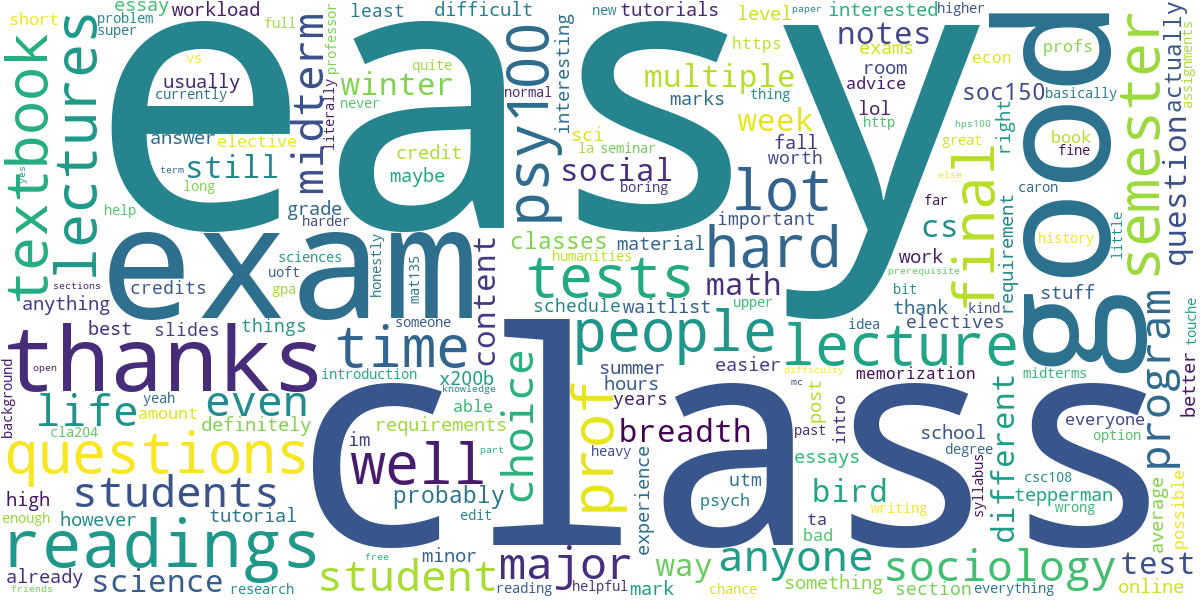 easy
class
good
exam
thanks
lot
hard
people
lecture
time
well
readings
questions
students
student
life
even
textbook
lectures
midterm
psy100
tests
multiple
winter
final
semester
prof
choice
breadth
major
anyone
sociology
science
bird
different
program
question
actually
test
notes
week
social
cs
math
still
content
way
short
essay
problem
super
workload
full
least
difficult
tutorials
level
new
paper
interested
higher
https
exams
profs
vs
usually
currently
literally
professor
quite
never
normal
thing
interesting
marks
room
advice
lol
http
econ
soc150
basically
assignments
answer
elective
credit
maybe
sci
la
seminar
boring
fall
worth
hps100
great
right
book
fine
term
long
yes
help
grade
harder
important
else
far
caron
little
history
sciences
uoft
gpa
honestly
mat135
classes
humanities
material
schedule
waitlist
upper
work
prerequisite
bit
thank
kind
requirement
stuff
sections
anything
credits
best
slides
things
someone
idea
electives
touche
background
open
introduction
x200b
knowledge
able
summer
hours
years
easier
difficulty
mc
memorization
midterms
better
yeah
amount
cla204
definitely
im
requirements
part
heavy
past
intro
post
school
degree
everyone
option
high
probably
essays
utm
psych
experience
syllabus
csc108
tepperman
wrong
average
possible
enough
however
tutorial
edit
writing
ta
bad
already
research
free
minor
reading
helpful
mark
chance
something
section
everything
online
friends